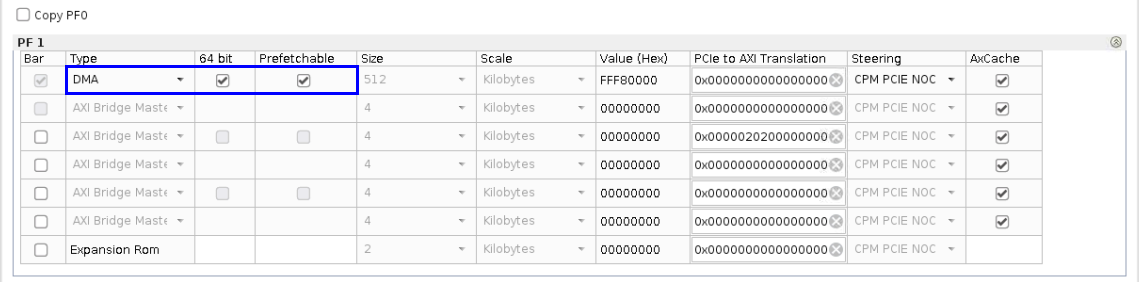 Copy PF0
PF 1
Bar Type 64 bit Prefetchable Size Scale Value (Hex) PCIe to AXI Translation Steering AxCache
DMA 512 Kilobytes FFF80000 0x0000000000000000 CPM PCIE NOC
AXI Bridge Maste 4 Kilobytes 00000000 0x0000000000000000 CPM PCIE NOC
AXI Bridge Maste 4 Kilobytes 00000000 0x0000020200000000 CPM PCIE NOC
AXI Bridge Maste 4 Kilobytes 00000000 0x0000000000000000 CPM PCIE NOC
AXI Bridge Maste 4 Kilobytes 00000000 0x0000000000000000 CPM PCIE NOC
AXI Bridge Maste 4 Kilobytes 00000000 0x0000000000000000 CPM PCIE NOC
Expansion Rom 2 Kilobytes 00000000 0x0000000000000000 CPM PCIE NOC